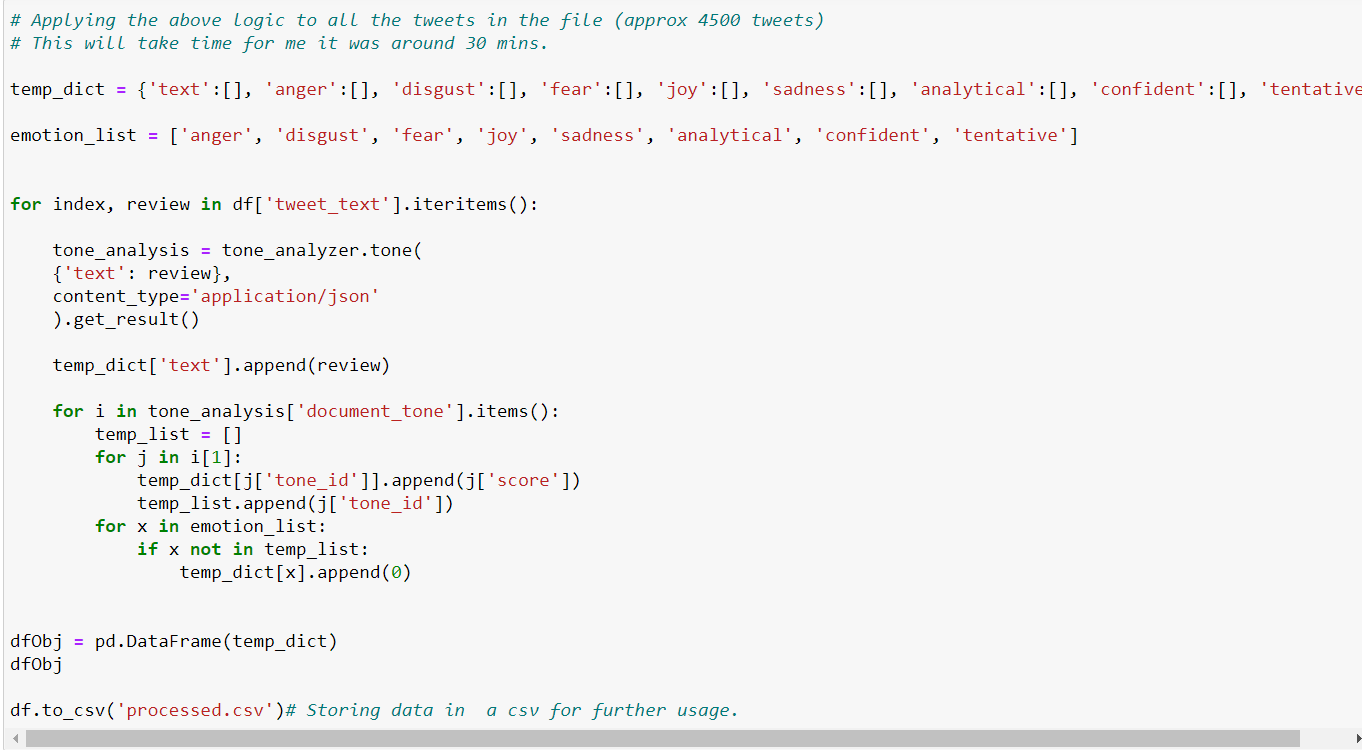 # Applying the above logic to all the tweets in the file (approx 4500 tweets)
# This will take time for me it was around 30 mins.
temp_dict = {'text':[], 'anger':[], 'disgust':[], 'fear':[], 'joy':[], 'sadness':[], 'analytical':[], 'confident':[], 'tentative
emotion_list = ['anger', 'disgust', 'fear', 'joy', 'sadness', 'analytical', 'confident', 'tentative']
for index, review in df['tweet_text'].iteritems():
    tone_analysis = tone_analyzer.tone(
    {'text': review},
    content_type='application/json'
    ).get_result()
    temp_dict['text'].append(review)
    for i in tone_analysis['document_tone'].items():
        temp_list = []
        for j in i[1]:
            temp_dict[j['tone_id']].append(j['score'])
            temp_list.append(j['tone_id'])
        for x in emotion_list:
            if x not in temp_list:
                temp_dict[x].append(0)
dfObj = pd.DataFrame(temp_dict)
dfObj
df.to_csv('processed.csv')# Storing data in  a csv for further usage.